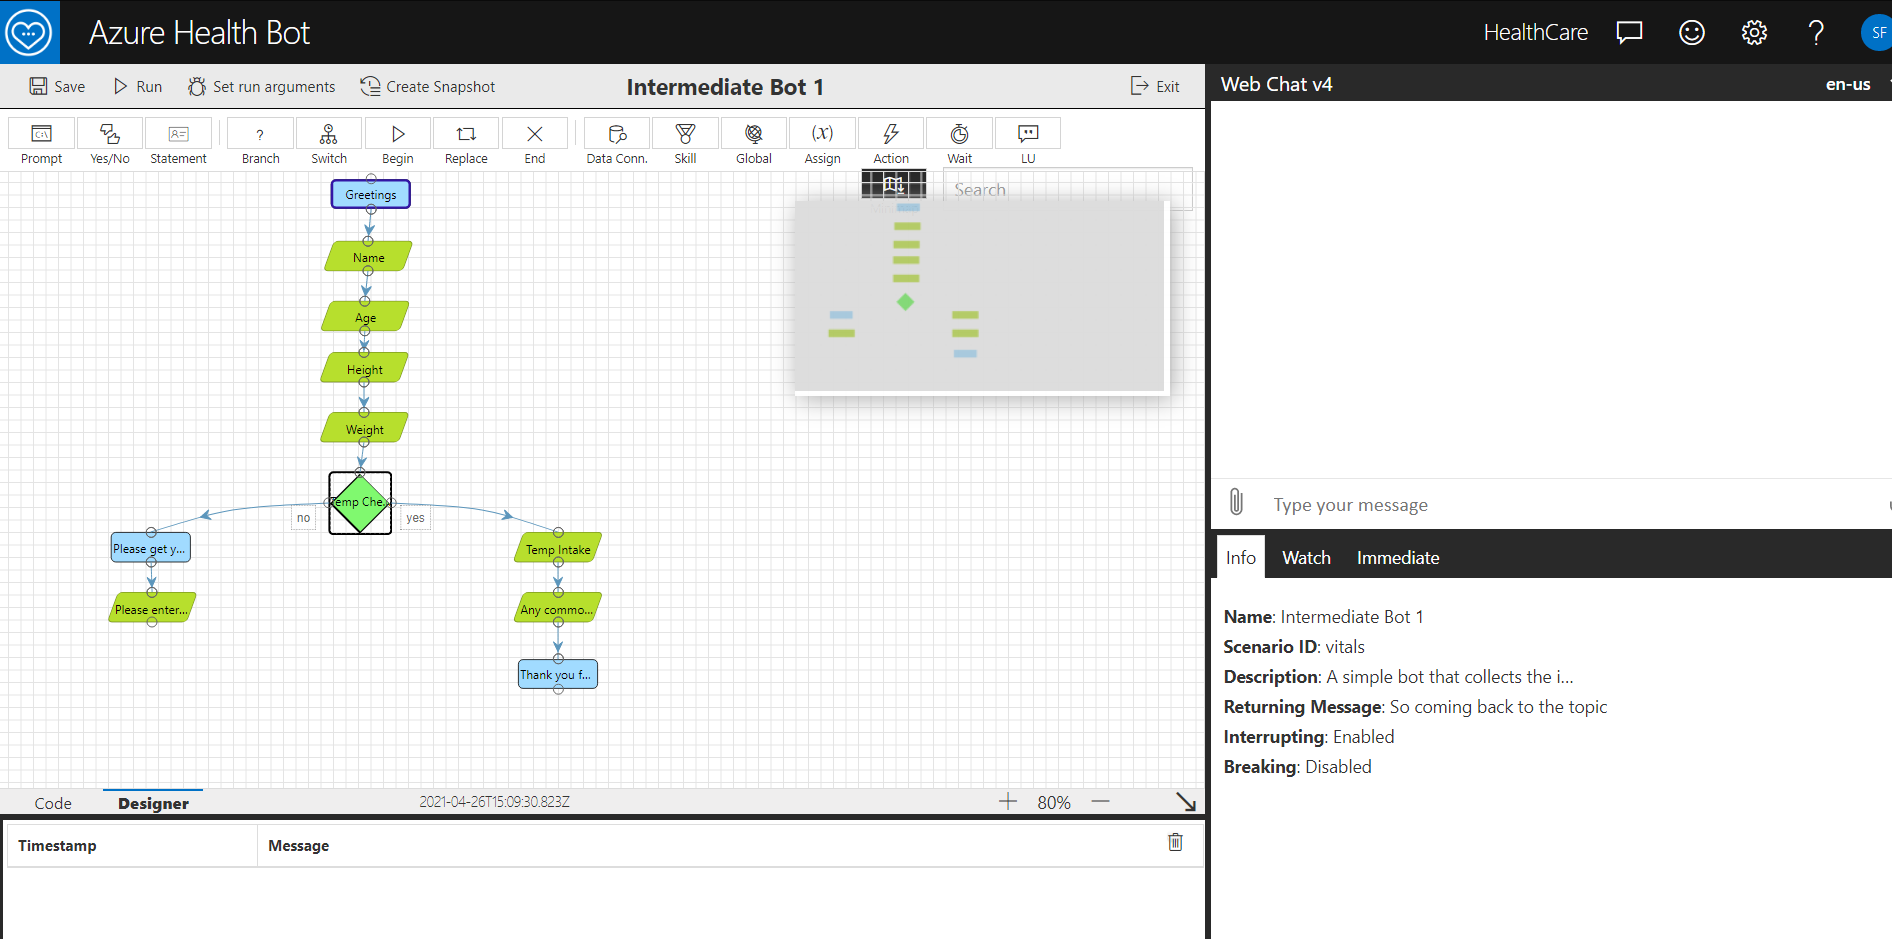 Azure Health Bot
HealthCare
SF
Save
Run
Set run arguments
Create Snapshot
Intermediate Bot 1
Exit
Prompt
Yes/No
Statement
?
Branch
Switch
Begin
Replace
End
Data Conn.
Skill
Global
(x)
Assign
Action
Wait
LU
Search
Greetings
Name
Age
Height
Weight
Temp Che...
no
yes
Please get y...
Temp Intake
Please enter...
Any commo...
Thank you f...
Code
Designer
2021-04-26T15:09:30.823Z
80%
Timestamp
Message
Web Chat v4
en-us
Type your message
Info
Watch
Immediate
Name: Intermediate Bot 1
Scenario ID: vitals
Description: A simple bot that collects the i...
Returning Message: So coming back to the topic
Interrupting: Enabled
Breaking: Disabled